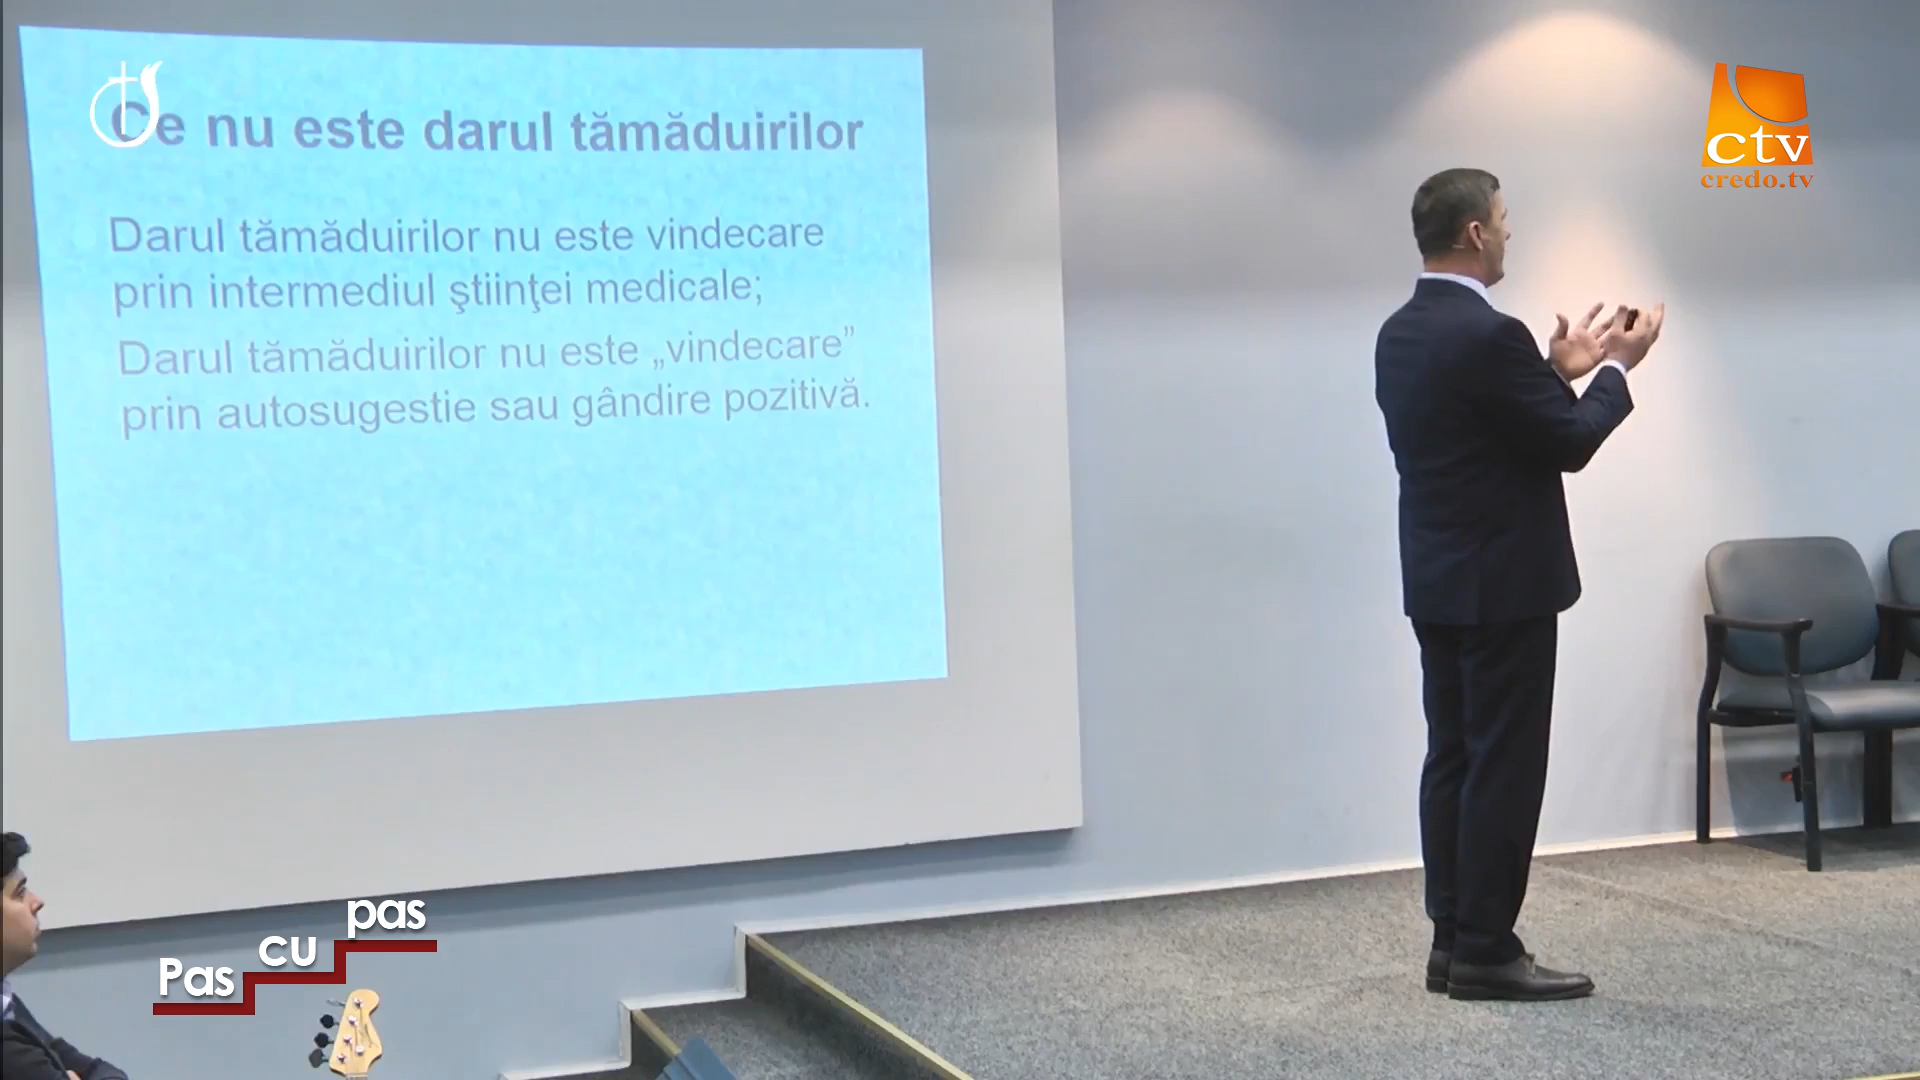 Ce nu este darul tămăduirilor
Darul tămăduirilor nu este vindecare
prin intermediul ştiinţei medicale;
Darul tămăduirilor nu este „vindecare”
prin autosugestie sau gândire pozitivă.
ctv
credo.tv
Pas cu pas